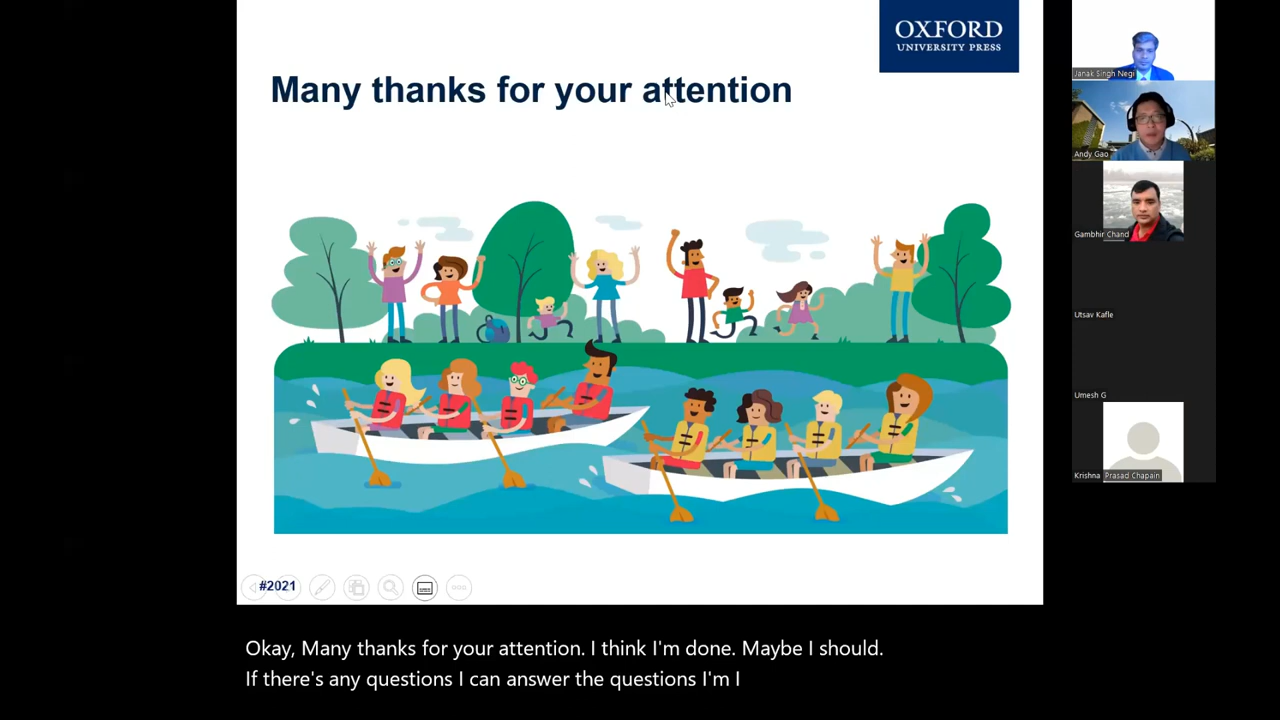 OXFORD
UNIVERSITY PRESS
Many thanks for your attention
#2021
Okay, Many thanks for your attention. I think I'm done. Maybe I should.
If there's any questions I can answer the questions I'm I
Janak Singh Negi
Andy Gao
Gambhir Chand
Utsav Kafle
Umesh G
Krishna Prasad Chapain